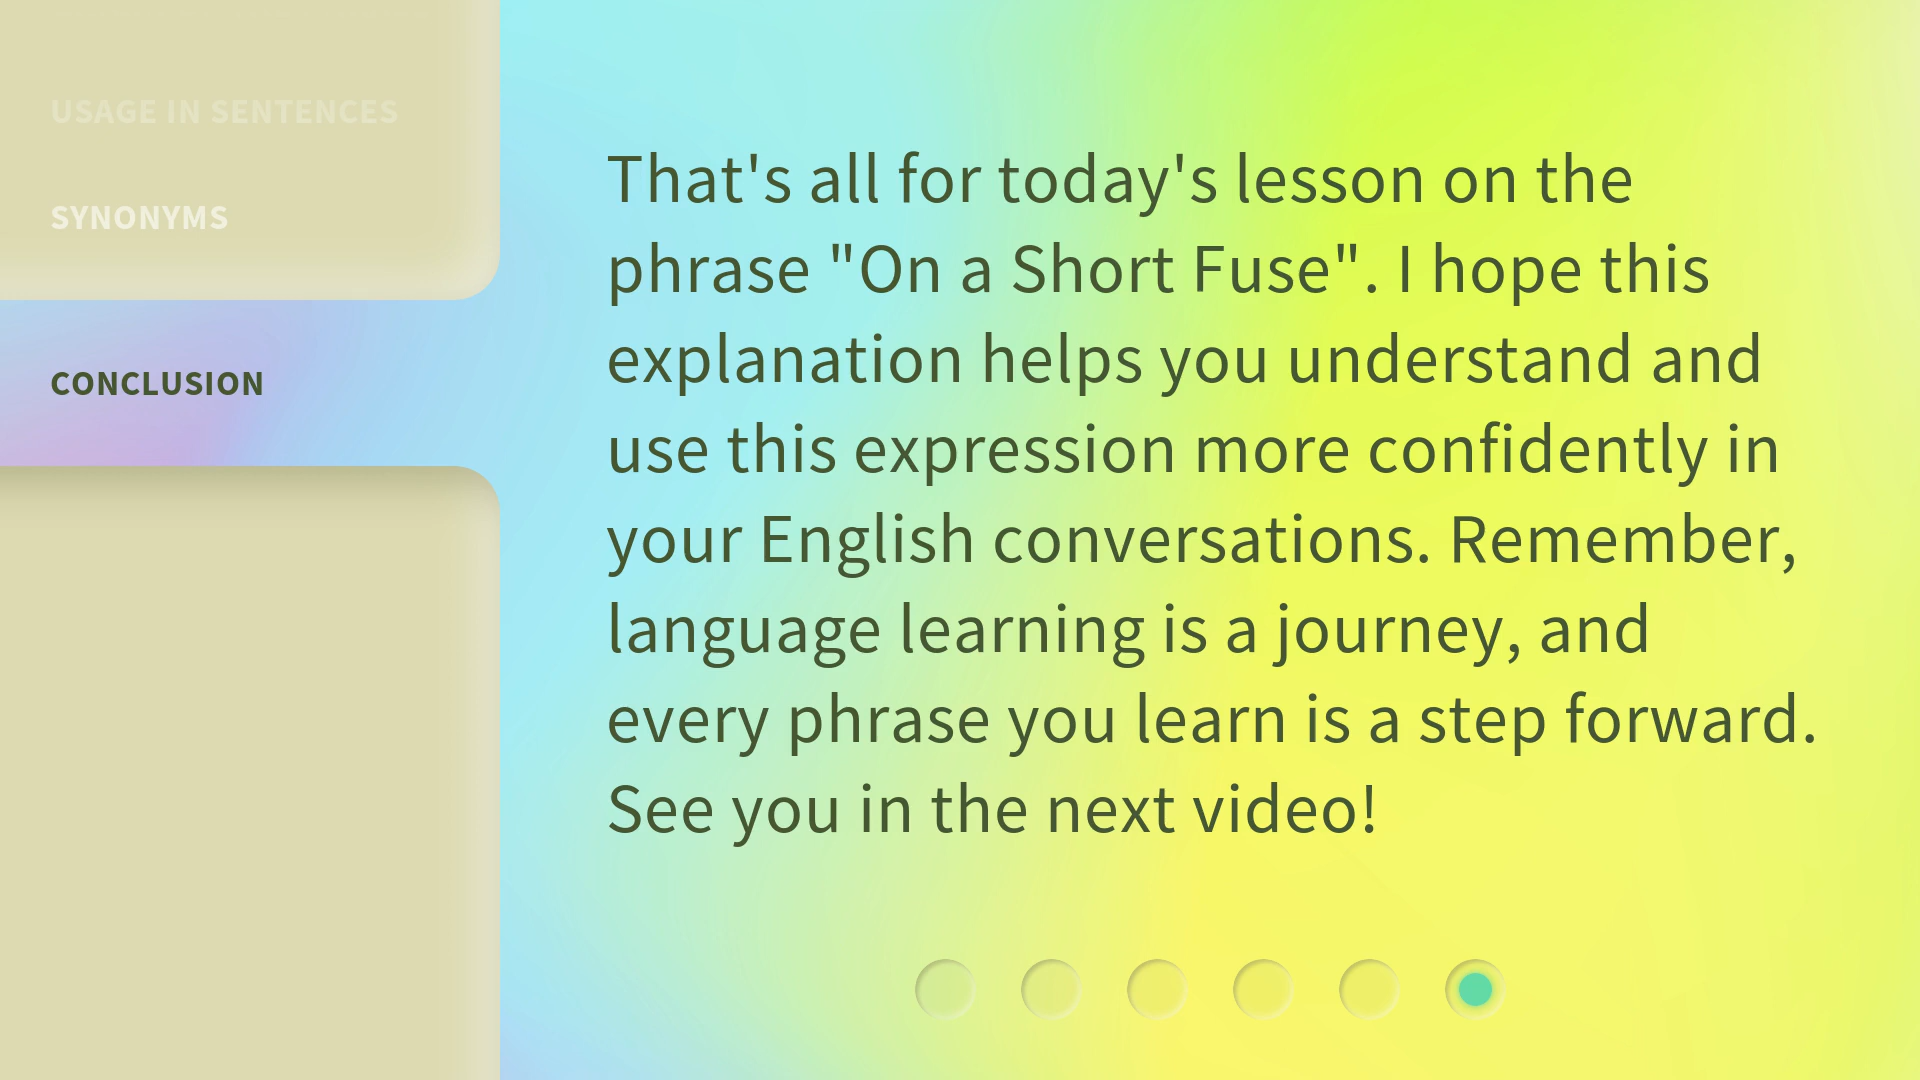 USAGE IN SENTENCES
SYNONYMS
CONCLUSION
That's all for today's lesson on the
phrase "On a Short Fuse". I hope this
explanation helps you understand and
use this expression more confidently in
your English conversations. Remember,
language learning is a journey, and
every phrase you learn is a step forward.
See you in the next video!